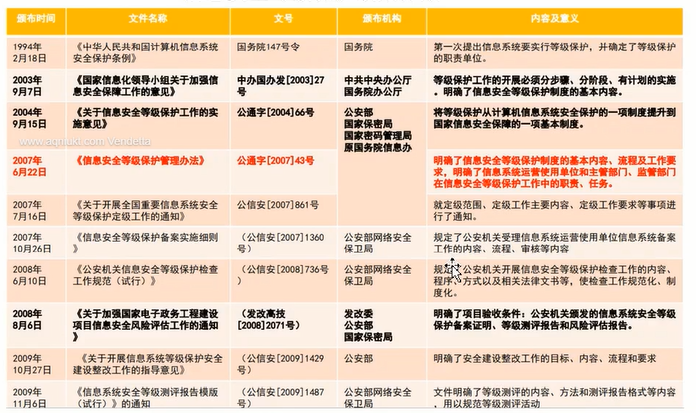 颁布时间 文件名称 文号 颁布机构 内容及意义
1994年
2月18日
《中华人民共和国计算机信息系统
安全保护条例》
国务院147号令
国务院
第一次提出信息系统要实行等级保护，并确定了等级保护
的职责单位。
2003年
9月7日
《国家信息化领导小组关于加强信
息安全保障工作的意见》
中办国办发[2003]27
号
中共中央办公厅
国务院办公厅
等级保护工作的开展必须分步骤、分阶段、有计划的实施
。明确了信息安全等级保护制度的基本内容。
2004年
9月15日
《关于信息安全等级保护工作的实
施意见》
公通字[2004]66号
公安部
国家保密局
国家密码管理局
原国务院信息办
将等级保护从计算机信息系统安全保护的一项制度提升到
国家信息安全保障的一项基本制度。
2007年
6月22日
《信息安全等级保护管理办法》
公通字[2007]43号
明确了信息安全等级保护制度的基本内容、流程及工作要
求，明确了信息系统运营使用单位和主管部门、监管部门
在信息安全等级保护工作中的职责、任务。
2007年
7月16日
《关于开展全国重要信息系统安全
等级保护定级工作的通知》
公信安[2007]861号
就定级范围、定级工作主要内容、定级工作要求等事项进
行了通知。
2007年
10月26日
《信息安全等级保护备案实施细则
》
（公信安[2007]1360
号）
公安部网络安全
保卫局
规定了公安机关受理信息系统运营使用单位信息系统备案
工作的内容、流程、审核等内容
2008年
6月10日
《公安机关信息安全等级保护检查
工作规范（试行）》
（公信安[2008]736号
）
公安部网络安全
保卫局
规定了公安机关开展信息安全等级保护检查工作的内容、
程序、方式以及相关法律文书等，使检查工作规范化、制
度化。
2008年
8月6日
《关于加强国家电子政务工程建设
项目信息安全风险评估工作的通知
》
（发改高技
[2008]2071号）
发改委
公安部
国家保密局
明确了项目验收条件：公安机关颁发的信息系统安全等级
保护备案证明、等级测评报告和风险评估报告。
2009年
10月27日
《关于开展信息系统等级保护安全
建设整改工作的指导意见》
（公信安[2009]1429
号）
公安部
明确了安全建设整改工作的目标、内容、流程和要求
2009年
11月6日
《信息系统安全等级测评报告模版
（试行）》的通知
（公信安[2009]1487
号）
公安部网络安全
保卫局
文件明确了等级测评的内容、方法和测评报告格式等内容
、用以规范等级测评活动